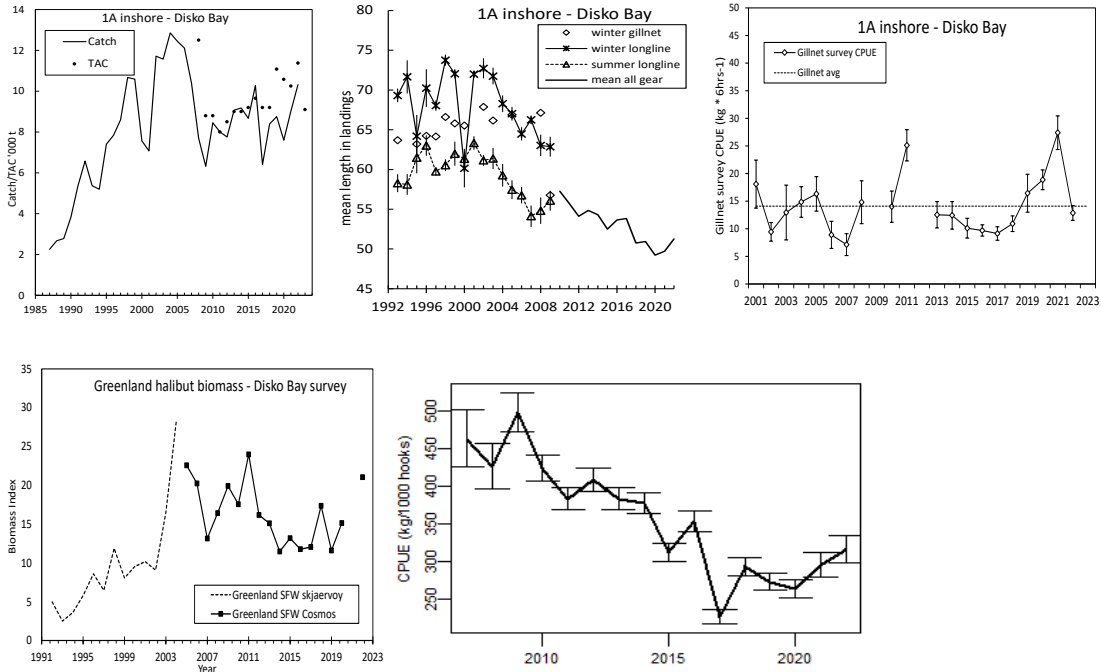 1A inshore - Disko Bay
Catch
TAC
Catch/TAC '000 t
14
12
10
8
6
4
2
0
1985 1990 1995 2000 2005 2010 2015 2020
1A inshore - Disko Bay
winter gillnet
winter longline
summer longline
mean all gear
mean length in landings
75
70
65
60
55
50
45
1992 1996 2000 2004 2008 2012 2016 2020
1A inshore - Disko Bay
Gillnet survey CPUE
Gillnet avg
Gillnet survey CPUE (kg * 6hrs-1)
50
45
40
35
30
25
20
15
10
5
0
2001 2003 2005 2007 2009 2011 2013 2015 2017 2019 2021 2023
Greenland halibut biomass - Disko Bay survey
Biomass Index
35
30
25
20
15
10
5
0
Greenland SFW skjaervoy
Greenland SFW Cosmos
1991 1995 1999 2003 2007 2011 2015 2019 2023
Year
CPUE (kg/1000 hooks)
500
450
400
350
300
250
2010 2015 2020